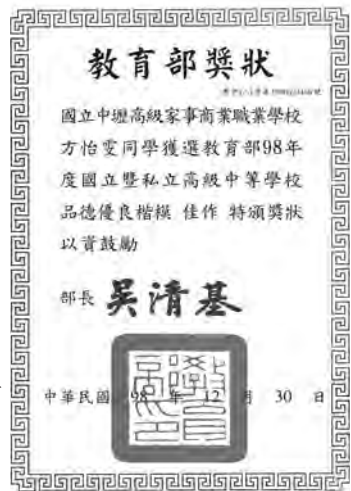 教育部獎狀
國立中壢高級家事商業職業學校
方怡雯同學獲選教育部98年
度國立暨私立高級中等學校
品德優良楷模 佳作 特頒獎狀
以資鼓勵
部長 吳清基
中華民國 98 年 12 月 30 日